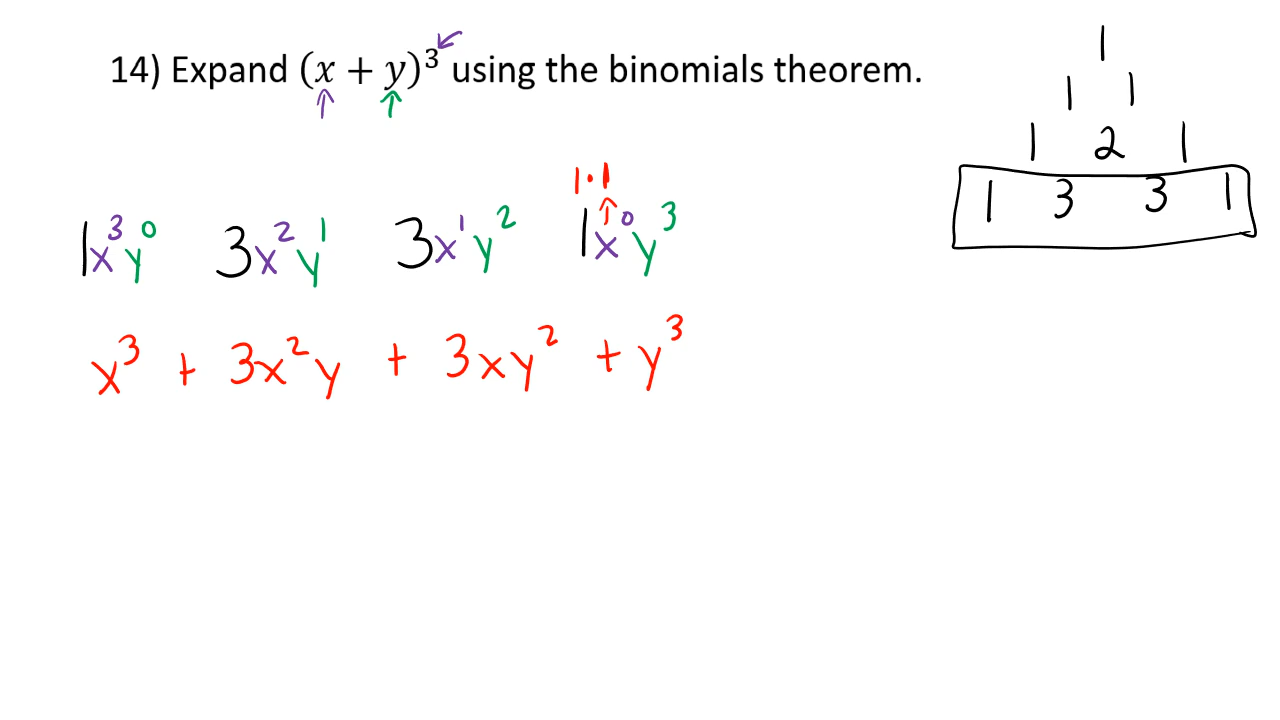 14) Expand (x + y)³ using the binomials theorem.
1
1 1
1 2 1
1 3 3 1
1·1
1x³y⁰ 3x²y¹ 3x¹y² 1x⁰y³
x³ + 3x²y + 3xy² + y³